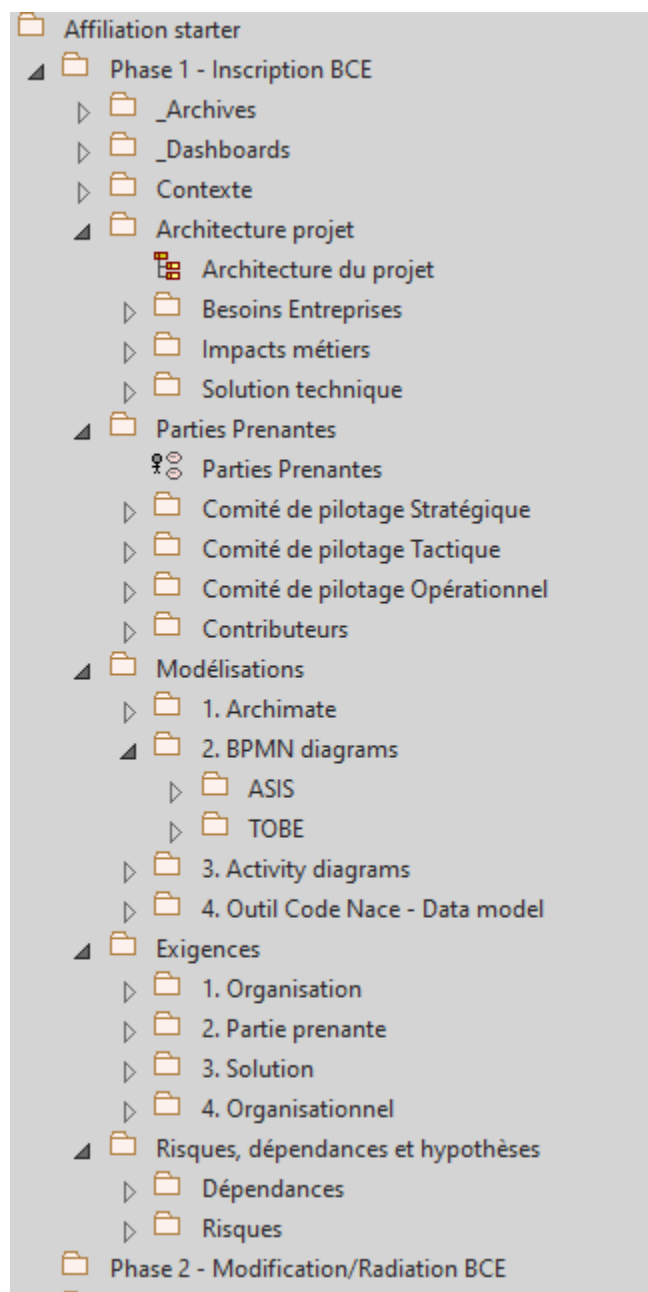 Affiliation starter
Phase 1 - Inscription BCE
_Archives
_Dashboards
Contexte
Architecture projet
Architecture du projet
Besoins Entreprises
Impacts métiers
Solution technique
Parties Prenantes
Parties Prenantes
Comité de pilotage Stratégique
Comité de pilotage Tactique
Comité de pilotage Opérationnel
Contributeurs
Modélisations
1. Archimate
2. BPMN diagrams
ASIS
TOBE
3. Activity diagrams
4. Outil Code Nace - Data model
Exigences
1. Organisation
2. Partie prenante
3. Solution
4. Organisationnel
Risques, dépendances et hypothèses
Dépendances
Risques
Phase 2 - Modification/Radiation BCE